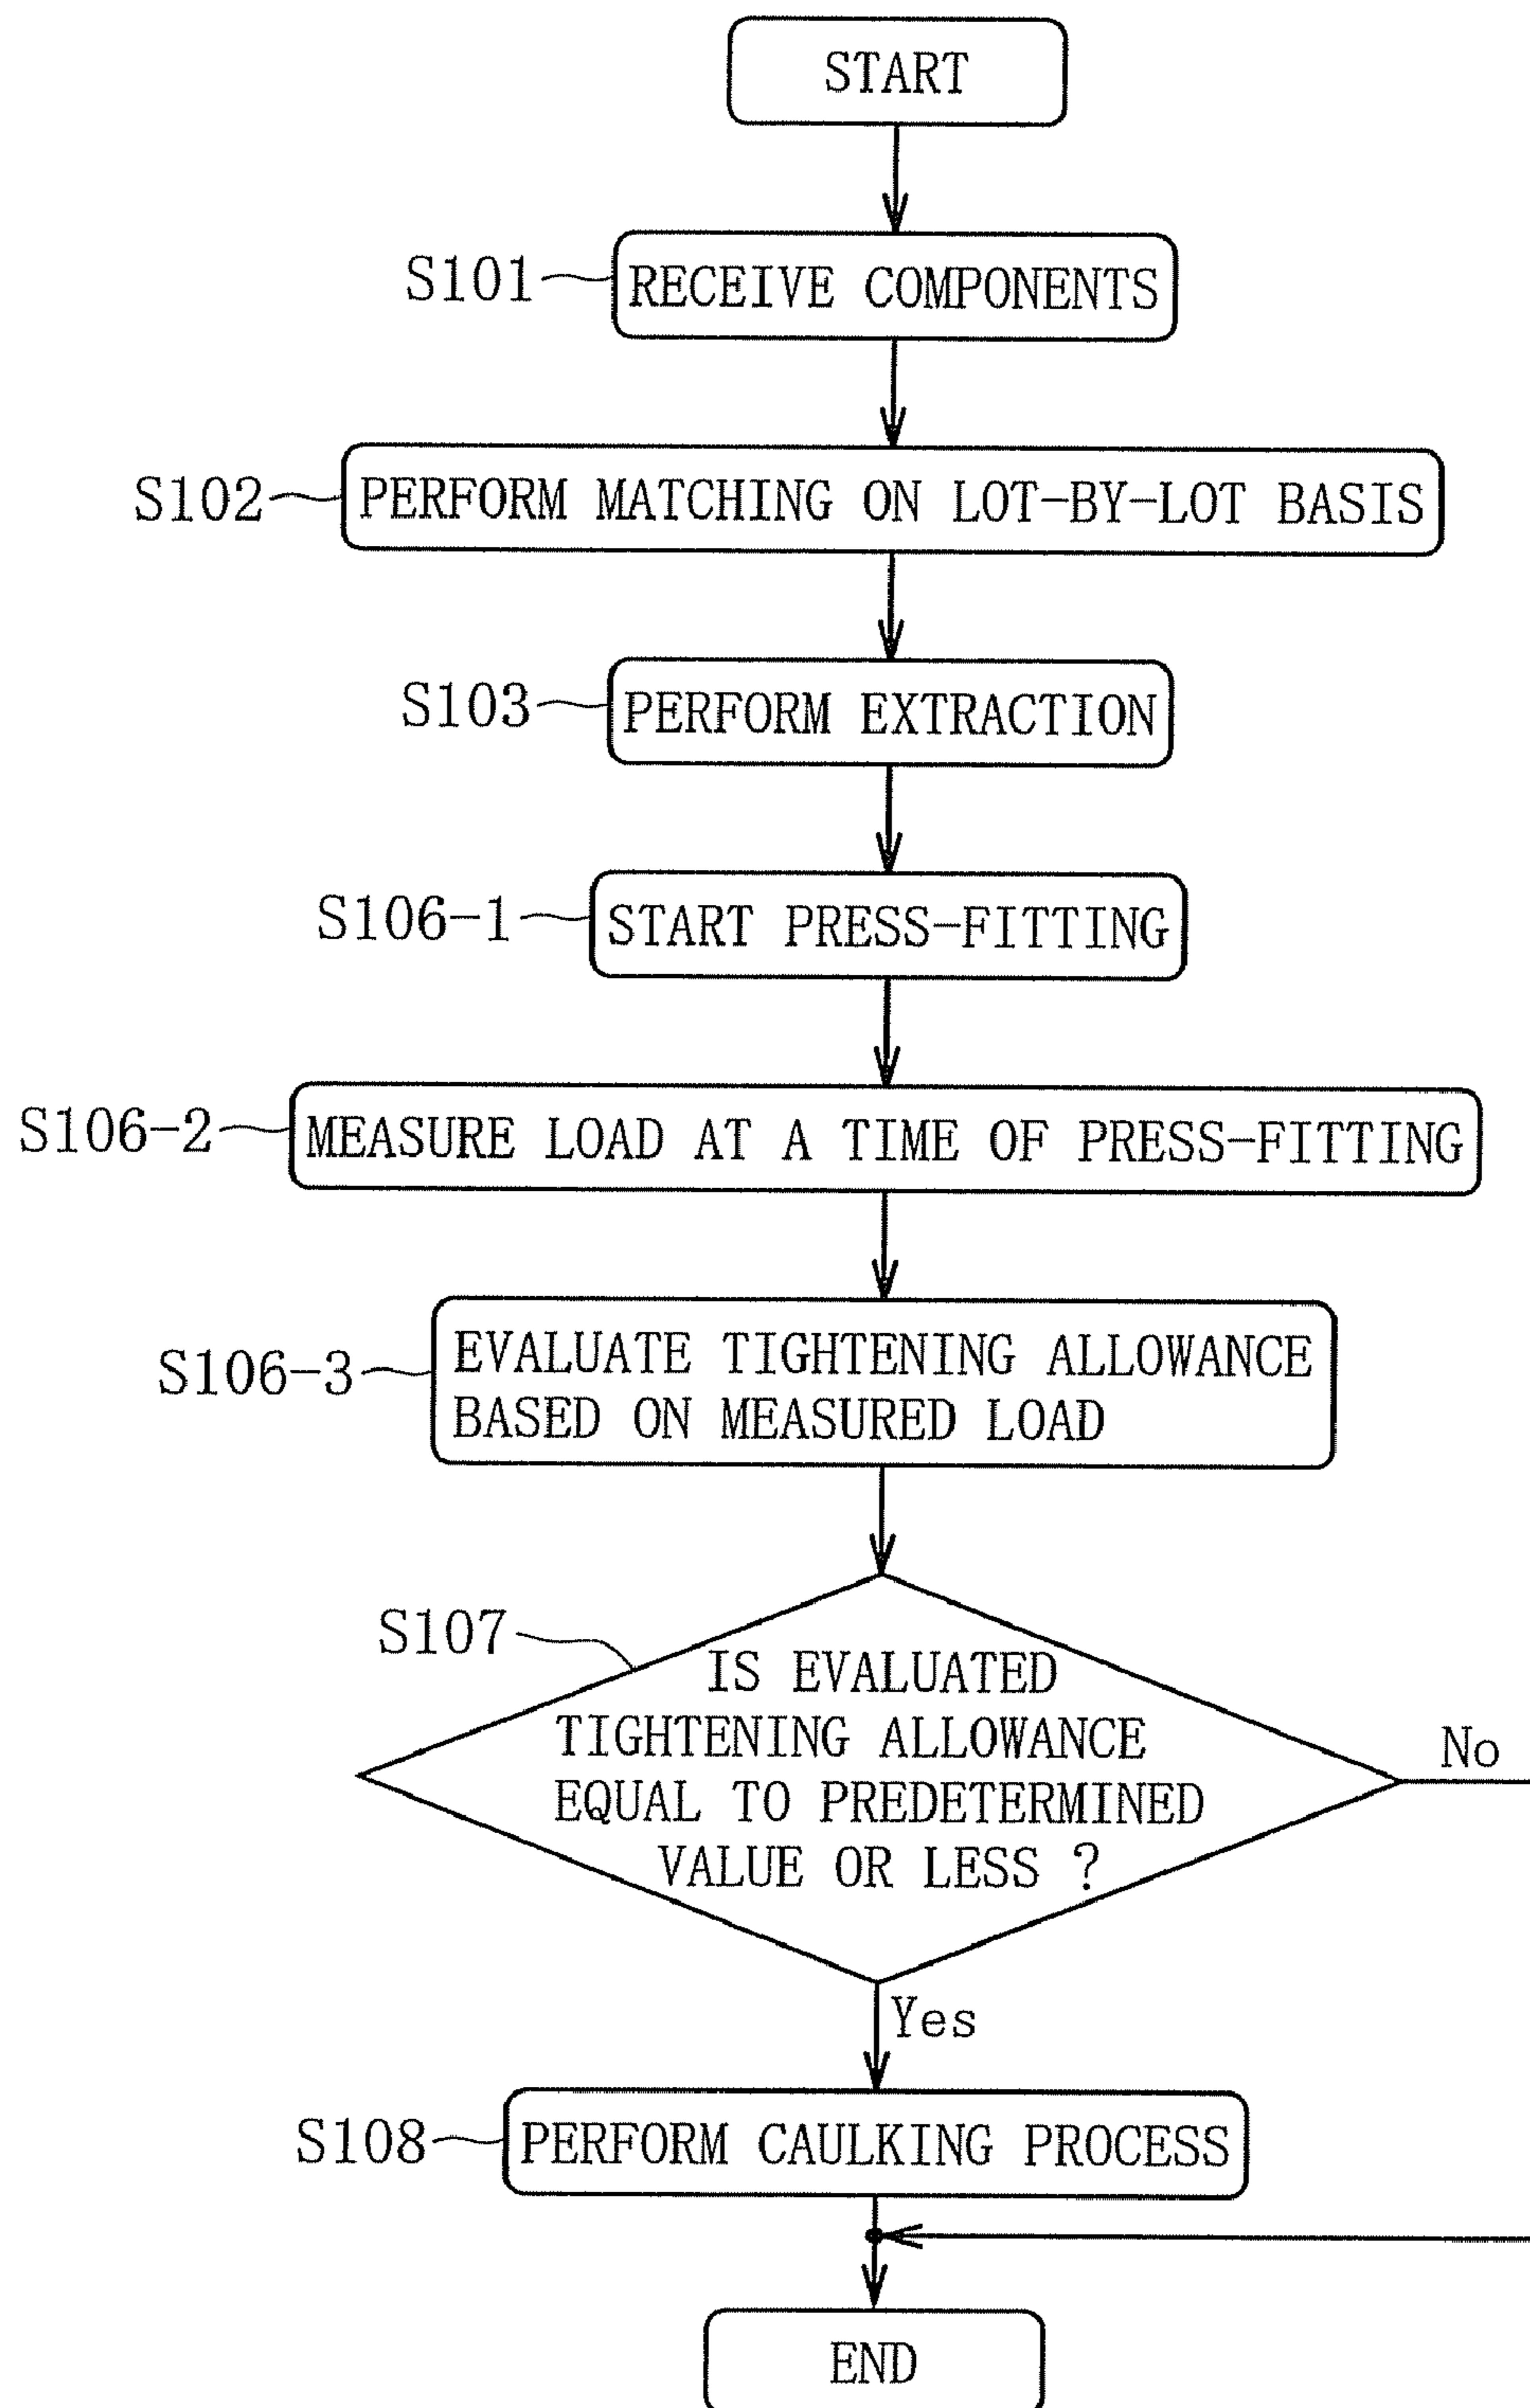 START
S101
RECEIVE COMPONENTS
S102
PERFORM MATCHING ON LOT-BY-LOT BASIS
S103
PERFORM EXTRACTION
S106-1
START PRESS-FITTING
S106-2
MEASURE LOAD AT A TIME OF PRESS-FITTING
S106-3
EVALUATE TIGHTENING ALLOWANCE
BASED ON MEASURED LOAD
S107
IS EVALUATED
TIGHTENING ALLOWANCE
EQUAL TO PREDETERMINED
VALUE OR LESS ?
No
Yes
S108
PERFORM CAULKING PROCESS
END